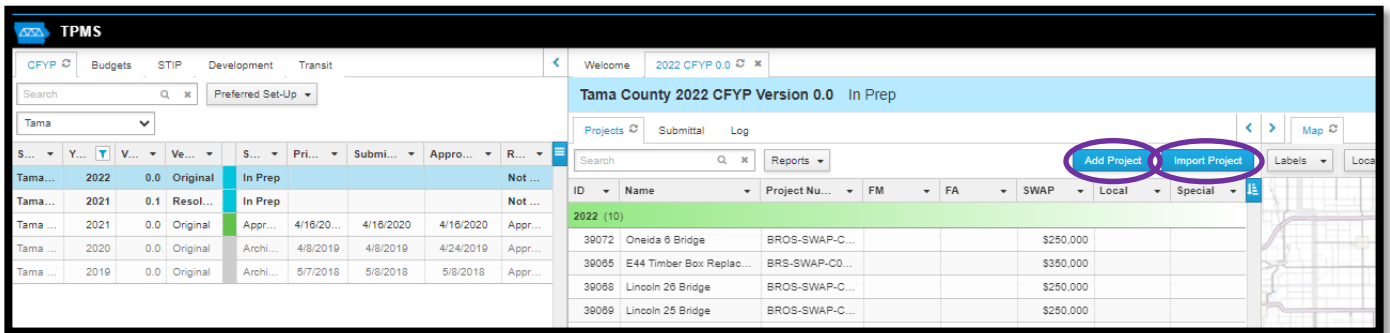 TPMS
CFYP Budgets STIP Development Transit
Search Preferred Set-Up
Tama
S... Y... V... Ve... S... Pri... Submi... Appro... R...
Tama... 2022 0.0 Original In Prep Not ...
Tama... 2021 0.1 Resol... In Prep Not ...
Tama ... 2021 0.0 Original Appr... 4/16/20... 4/16/2020 4/16/2020 Appr...
Tama ... 2020 0.0 Original Archi... 4/8/2019 4/8/2019 4/24/2019 Appr...
Tama ... 2019 0.0 Original Archi... 5/7/2018 5/8/2018 5/8/2018 Appr...
Welcome 2022 CFYP 0.0
Tama County 2022 CFYP Version 0.0 In Prep
Projects Submittal Log Map
Search Reports Add Project Import Project Labels Loca
ID Name Project Nu... FM FA SWAP Local Special
2022 (10)
39072 Oneida 6 Bridge BROS-SWAP-C... $250,000
39065 E44 Timber Box Replac... BRS-SWAP-C0... $350,000
39068 Lincoln 26 Bridge BROS-SWAP-C... $250,000
39069 Lincoln 25 Bridge BROS-SWAP-C... $250,000